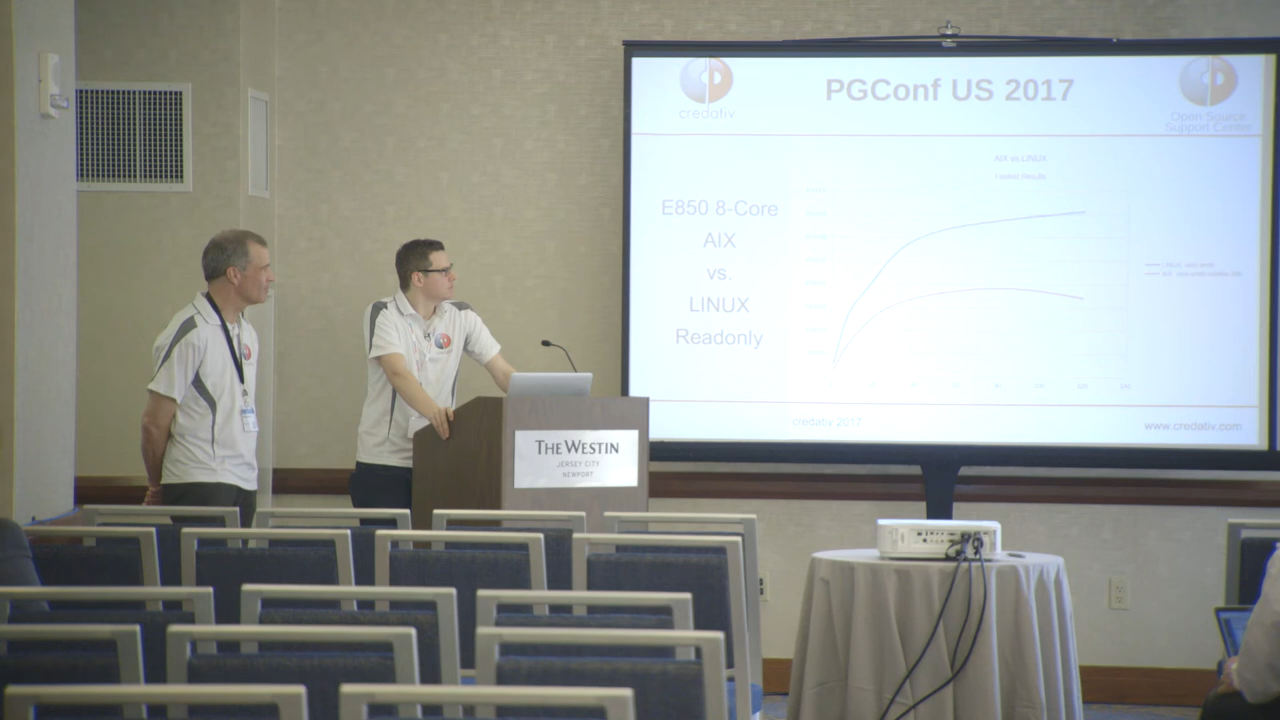 PGConf US 2017
credativ
Open Source
Support Center
AIX vs LINUX
E850 8-Core
AIX
vs.
LINUX
Readonly
credativ 2017
www.credativ.com
THE WESTIN
JERSEY CITY
NEWPORT